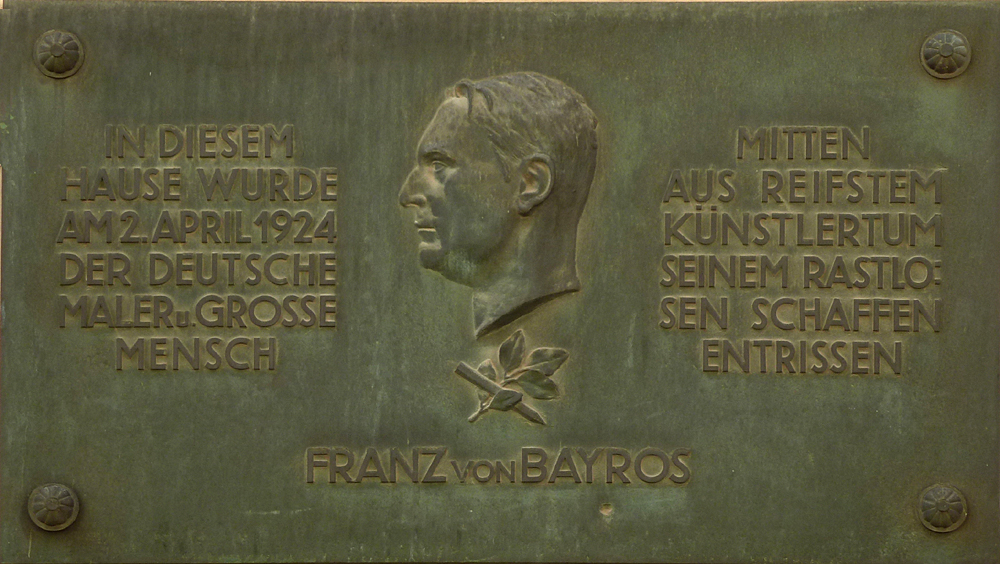 IN DIESEM
HAUSE WURDE
AM 2. APRIL 1924
DER DEUTSCHE
MALER u. GROSSE
MENSCH
MITTEN
AUS REIFSTEM
KÜNSTLERTUM
SEINEM RASTLO=
SEN SCHAFFEN
ENTRISSEN
FRANZ VON BAYROS